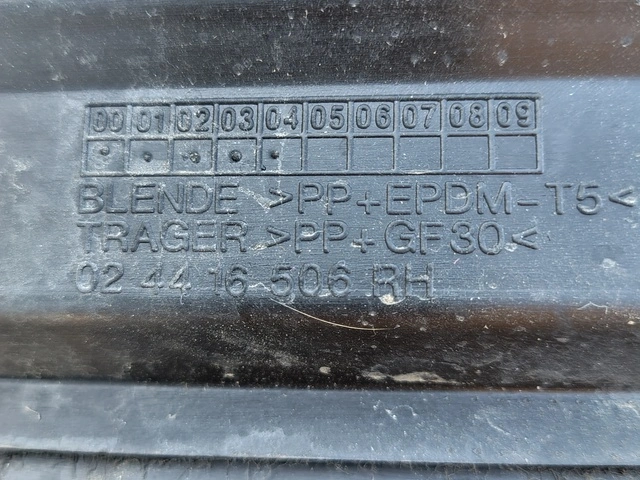 00 01 02 03 04 05 06 07 08 09
BLENDE >PP+EPDM-T5<
TRAGER >PP+GF30<
02 44 16 506 RH